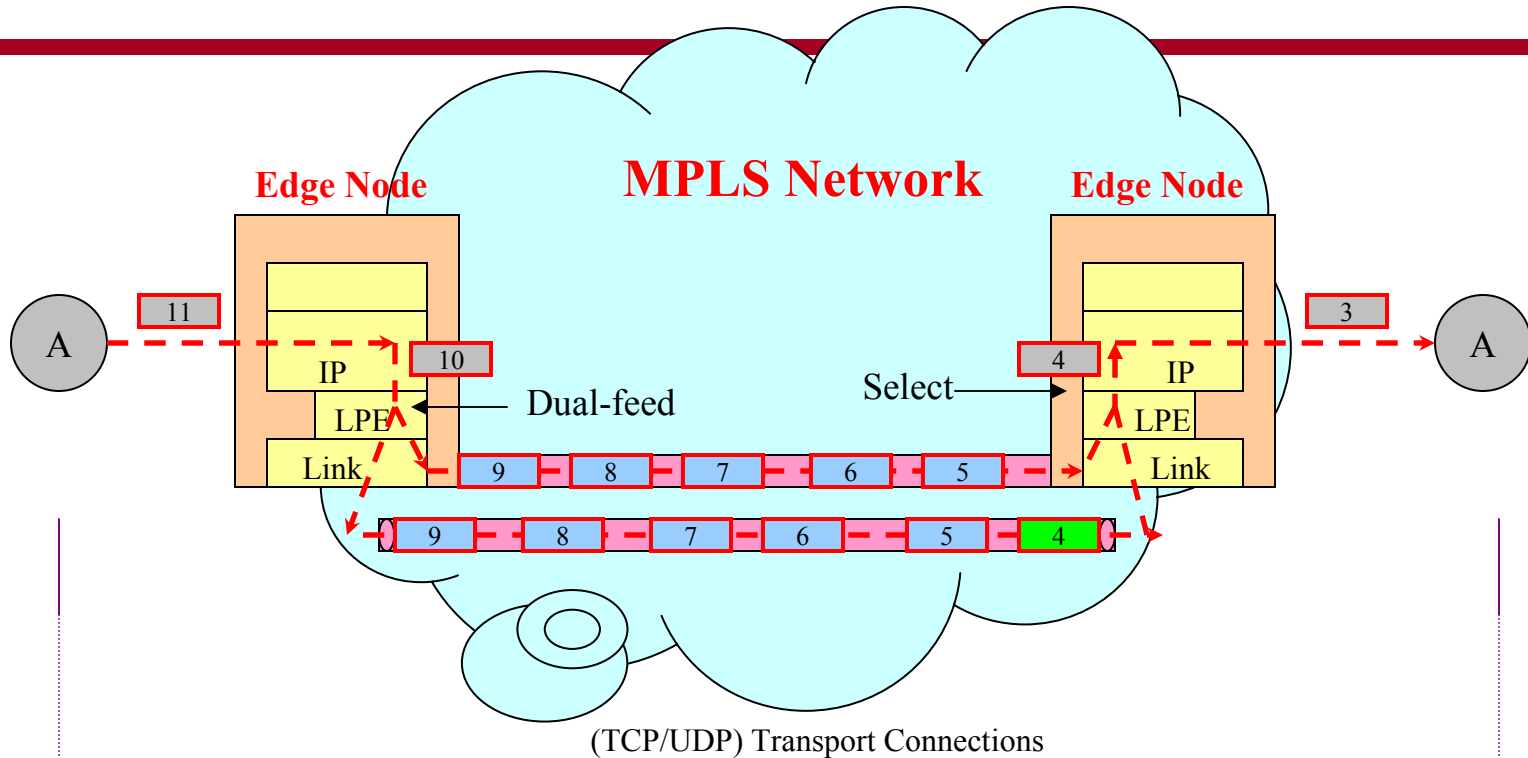 MPLS Network
Edge Node
Edge Node
11
3
A
A
10
4
IP
IP
Dual-feed
Select
LPE
LPE
Link
Link
9 8 7 6 5
9 8 7 6 5 4
(TCP/UDP) Transport Connections